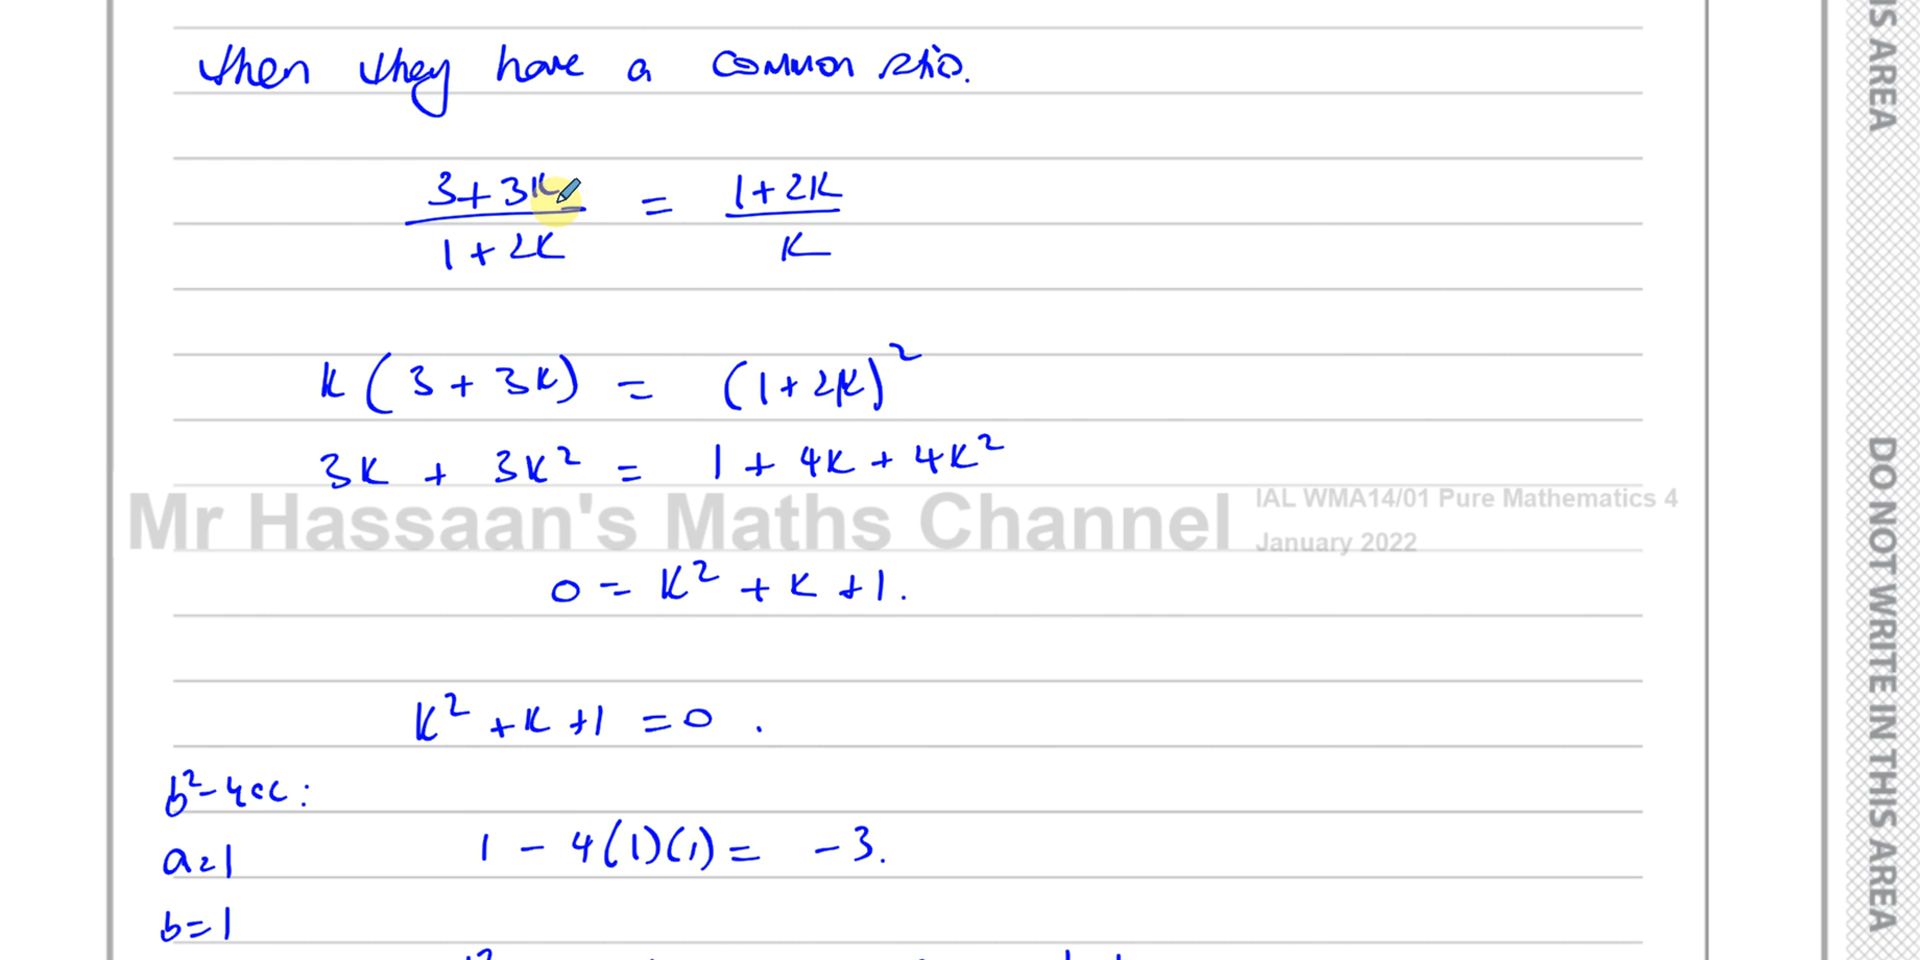 then they have a common ratio.
3+3K / 1+2K = 1+2K / K
K(3+3K) = (1+2K)²
3K + 3K² = 1 + 4K + 4K²
Mr Hassaan's Maths Channel
IAL WMA14/01 Pure Mathematics 4
January 2022
0 = K² + K + 1.
K² + K + 1 = 0.
b²-4ac:
a=1
1 - 4(1)(1) = -3.
b=1
IS AREA
DO NOT WRITE IN THIS AREA